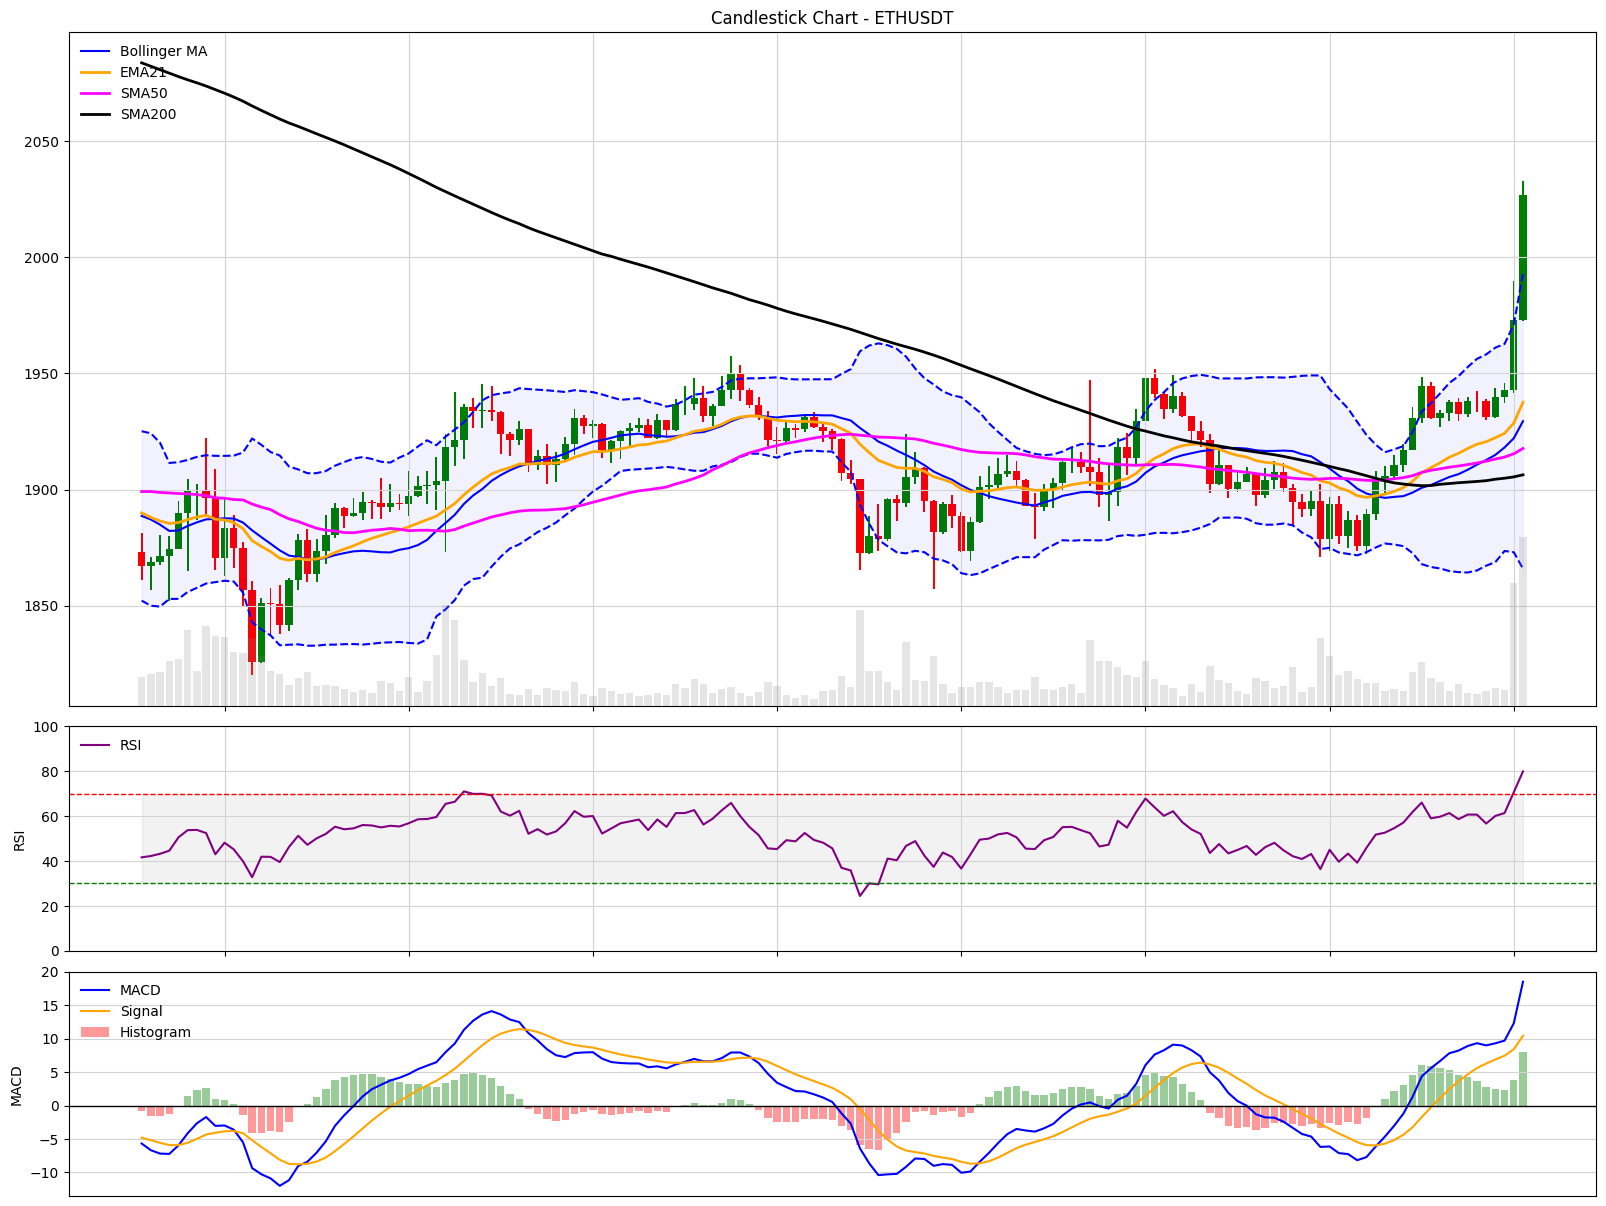 Candlestick Chart - ETHUSDT
Bollinger MA
EMA21
SMA50
SMA200
2050
2000
1950
1900
1850
RSI
100
80
60
40
20
0
RSI
MACD
Signal
Histogram
20
15
10
5
0
−5
−10
MACD